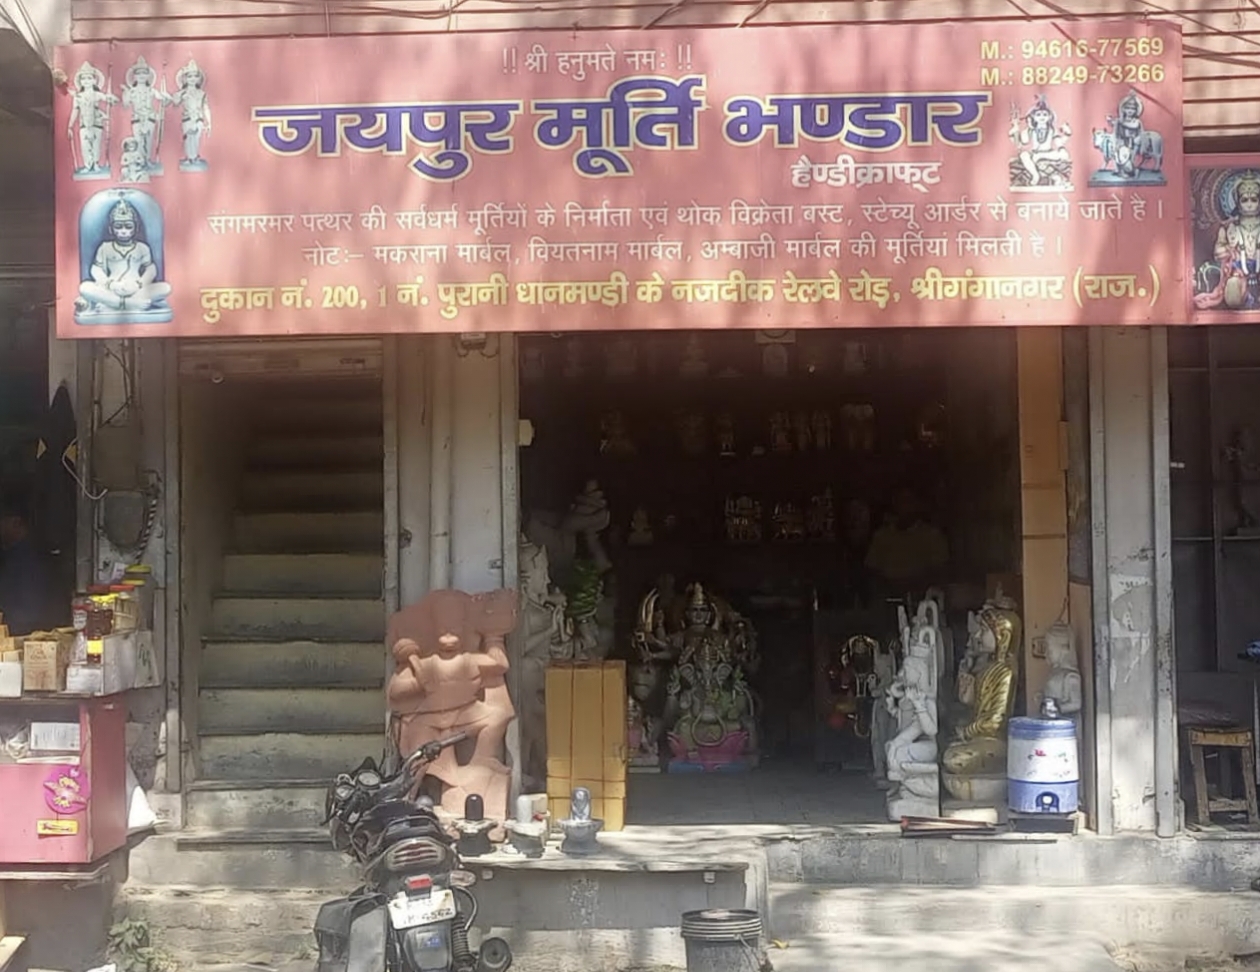 !! श्री हनुमते नमः !!
M.: 94616-77569
M.: 88249-73266
जयपुर मूर्ति भण्डार
हैण्डीक्राफ्ट
संगमरमर पत्थर की सर्वधर्म मूर्तियों के निर्माता एवं थोक विक्रेता बस्ट, स्टेच्यू आर्डर से बनाये जाते है ।
नोट:– मकराना मार्बल, वियतनाम मार्बल, अम्बाजी मार्बल की मूर्तियां मिलती है ।
दुकान नं. 200, 1 नं. पुरानी धानमण्डी के नजदीक रेलवे रोड़, श्रीगंगानगर (राज.)